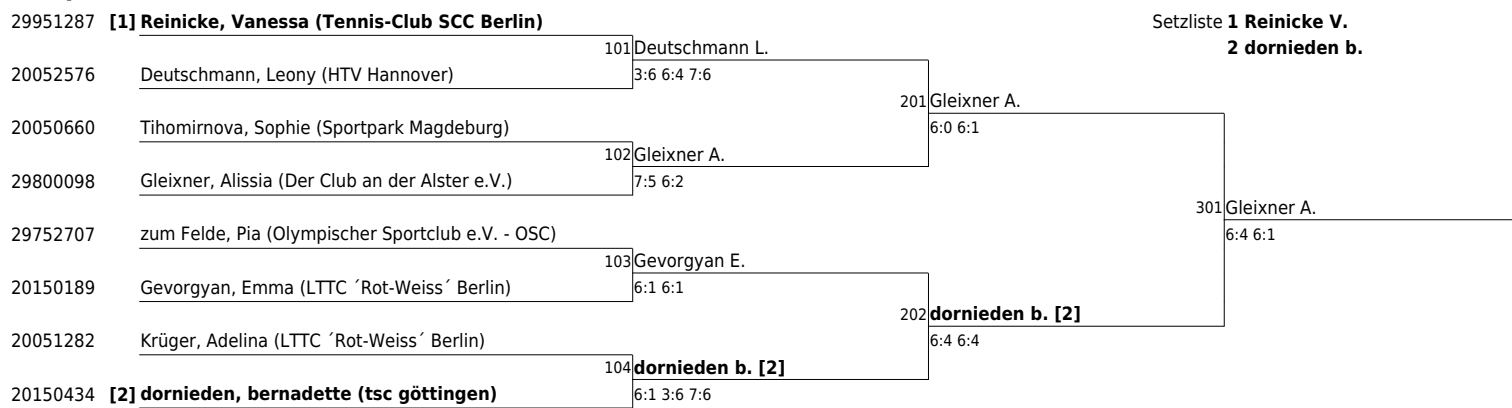 29951287 [1] Reinicke, Vanessa (Tennis-Club SCC Berlin) Setzliste 1 Reinicke V.
101 Deutschmann L. 2 dornieden b.
20052576 Deutschmann, Leony (HTV Hannover) 3:6 6:4 7:6
201 Gleixner A.
20050660 Tihomirnova, Sophie (Sportpark Magdeburg) 6:0 6:1
102 Gleixner A.
29800098 Gleixner, Alissia (Der Club an der Alster e.V.) 7:5 6:2
301 Gleixner A.
29752707 zum Felde, Pia (Olympischer Sportclub e.V. - OSC) 6:4 6:1
103 Gevorgyan E.
20150189 Gevorgyan, Emma (LTTC ´Rot-Weiss´ Berlin) 6:1 6:1
202 dornieden b. [2]
20051282 Krüger, Adelina (LTTC ´Rot-Weiss´ Berlin) 6:4 6:4
104 dornieden b. [2]
20150434 [2] dornieden, bernadette (tsc göttingen) 6:1 3:6 7:6